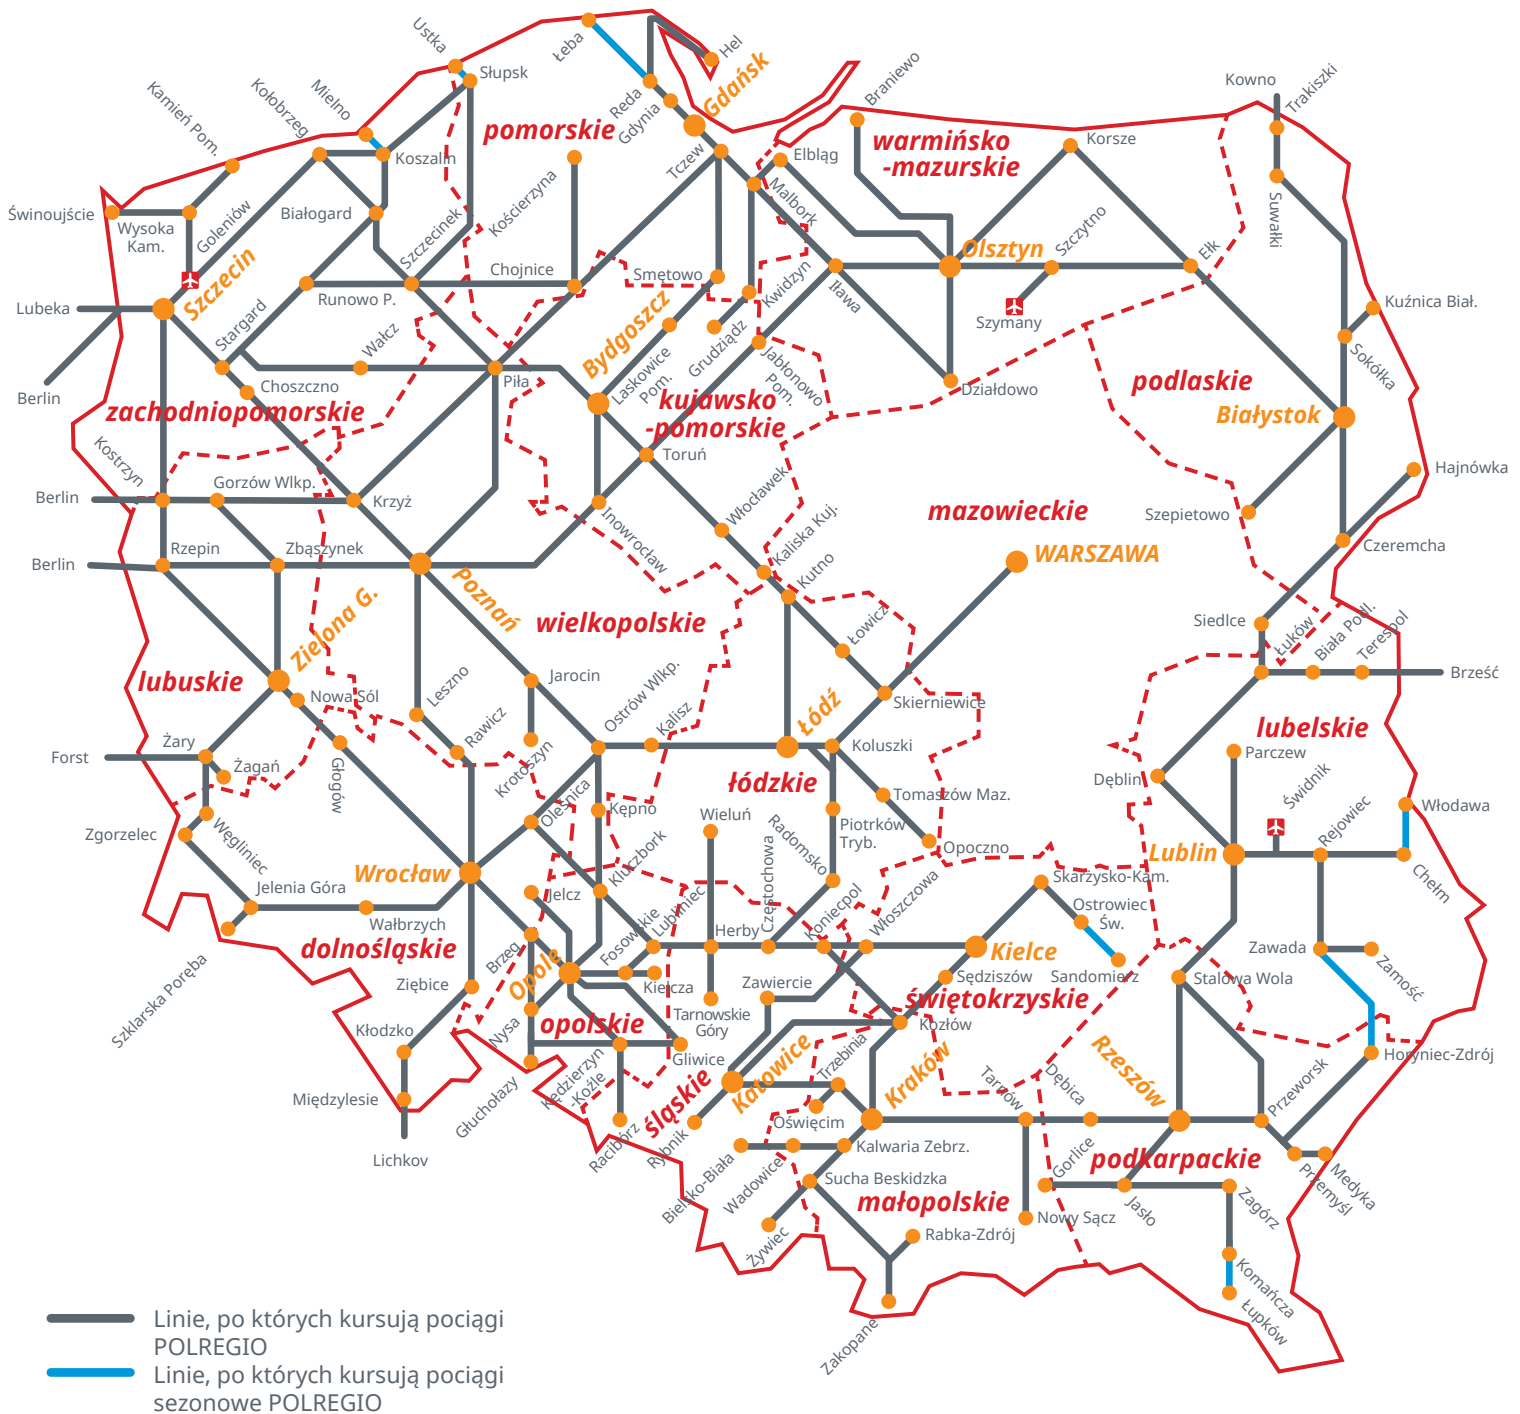 Ustka
Łeba
Hel
Słupsk
Mielno
Kołobrzeg
Kamień Pom.
Koszalin
Reda
Gdynia
Gdańsk
pomorskie
Braniewo
Kowno
Trakiszki
warmińsko
-mazurskie
Korsze
Elbląg
Tczew
Malbork
Suwałki
Świnoujście
Wysoka
Kam.
Goleniów
Białogard
Szczecinek
Kościerzyna
Chojnice
Smętowo
Kwidzyn
Iława
Olsztyn
Szczytno
Ełk
Szymany
Kuźnica Biał.
Lubeka
Szczecin
Runowo P.
Stargard
Wałcz
Bydgoszcz
Laskowice
Pom.
Grudziądz
Jabłonowo
Pom.
Sokółka
Berlin
Choszczno
Piła
Działdowo
podlaskie
Białystok
zachodniopomorskie
kujawsko
-pomorskie
Kostrzyn
Toruń
Hajnówka
Berlin
Gorzów Wlkp.
Krzyż
Inowrocław
Włocławek
Kaliska Kuj.
mazowieckie
Szepietowo
Czeremcha
Berlin
Rzepin
Zbąszynek
Poznań
Kutno
WARSZAWA
Zielona G.
wielkopolskie
Łowicz
Siedlce
Łuków
Biała Podl.
Terespol
Brześć
lubuskie
Nowa Sól
Leszno
Jarocin
Ostrów Wlkp.
Kalisz
Łódź
Skierniewice
lubelskie
Forst
Żary
Żagań
Głogów
Rawicz
Krotoszyn
Koluszki
Dęblin
Parczew
Świdnik
łódzkie
Tomaszów Maz.
Włodawa
Zgorzelec
Węgliniec
Oleśnica
Kępno
Wieluń
Radomsko
Piotrków
Tryb.
Opoczno
Rejowiec
Lublin
Chełm
Wrocław
Kluczbork
Częstochowa
Jelenia Góra
Wałbrzych
Jelcz
Lubliniec
Fosowskie
Herby
Koniecpol
Włoszczowa
Skarżysko-Kam.
Ostrowiec
Św.
Szklarska Poręba
dolnośląskie
Brzeg
Opole
Kielce
Sandomierz
Zawada
Zamość
Ziębice
Kielcza
Zawiercie
Sędziszów
Stalowa Wola
Tarnowskie
Góry
świętokrzyskie
Kłodzko
Nysa
opolskie
Gliwice
Kozłów
Horyniec-Zdrój
Kędzierzyn
Koźle
śląskie
Katowice
Trzebinia
Kraków
Tarnów
Dębica
Rzeszów
Przeworsk
Międzylesie
Głuchołazy
Racibórz
Rybnik
Oświęcim
Lichkov
Bielsko-Biała
Wadowice
Kalwaria Zebrz.
Gorlice
podkarpackie
Przemyśl
Medyka
Sucha Beskidzka
małopolskie
Nowy Sącz
Jasło
Zagórz
Żywiec
Rabka-Zdrój
Komańcza
Łupków
Zakopane
Linie, po których kursują pociągi
POLREGIO
Linie, po których kursują pociągi
sezonowe POLREGIO